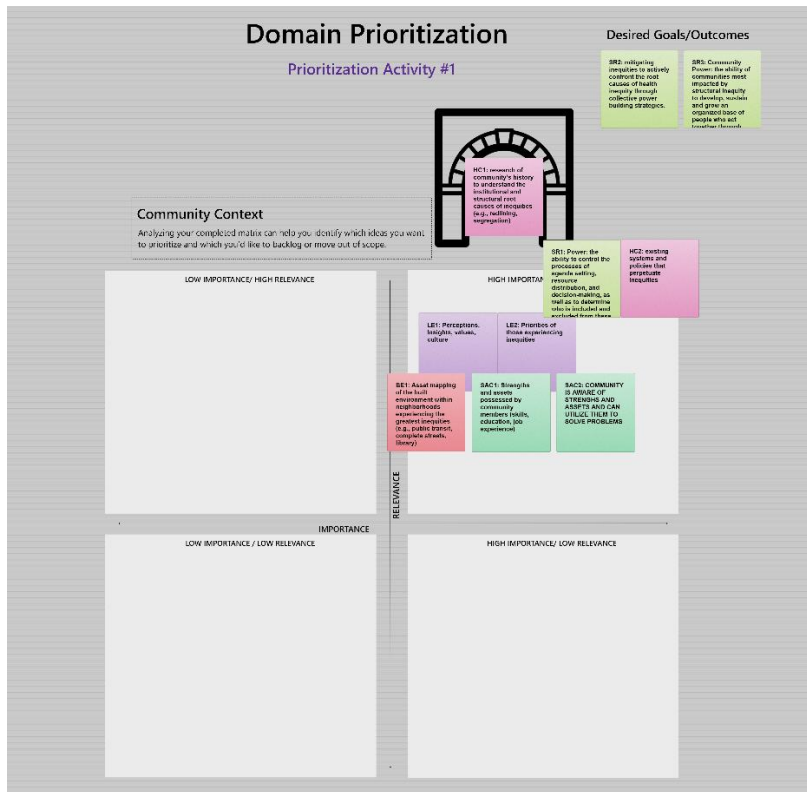 Domain Prioritization
Prioritization Activity #1
Desired Goals/Outcomes
SR2: mitigating
inequities to actively
confront the root
causes of health
inequity through
collective power
building strategies.
SR3: Community
Power: the ability of
communities most
impacted by
structural inequity
to develop, sustain
and grow an
organized base of
people who act
together through
HC1: research of
community's history
to understand the
institutional and
structural root
causes of inequities
(e.g., redlining,
segregation)
Community Context
Analyzing your completed matrix can help you identify which ideas you want
to prioritize and which you'd like to backlog or move out of scope.
SR1: Power: the
ability to control the
processes of
agenda setting,
resource
distribution, and
decision-making, as
well as to determine
who is included and
excluded from these
HC2: existing
systems and
policies that
perpetuate
inequities
LOW IMPORTANCE/ HIGH RELEVANCE
HIGH IMPORTAN
LE1: Perceptions,
insights, values,
culture
LE2: Priorities of
those experiencing
inequities
BE1: Asset mapping
of the built
environment within
neighborhoods
experiencing the
greatest inequities
(e.g., public transit,
complete streets,
library)
SAC1: Strengths
and assets
possessed by
community
members (skills,
education, job
experience)
SAC2: COMMUNITY
IS AWARE OF
STRENGHS AND
ASSETS AND CAN
UTILIZE THEM TO
SOLVE PROBLEMS
RELEVANCE
IMPORTANCE
LOW IMPORTANCE / LOW RELEVANCE
HIGH IMPORTANCE/ LOW RELEVANCE